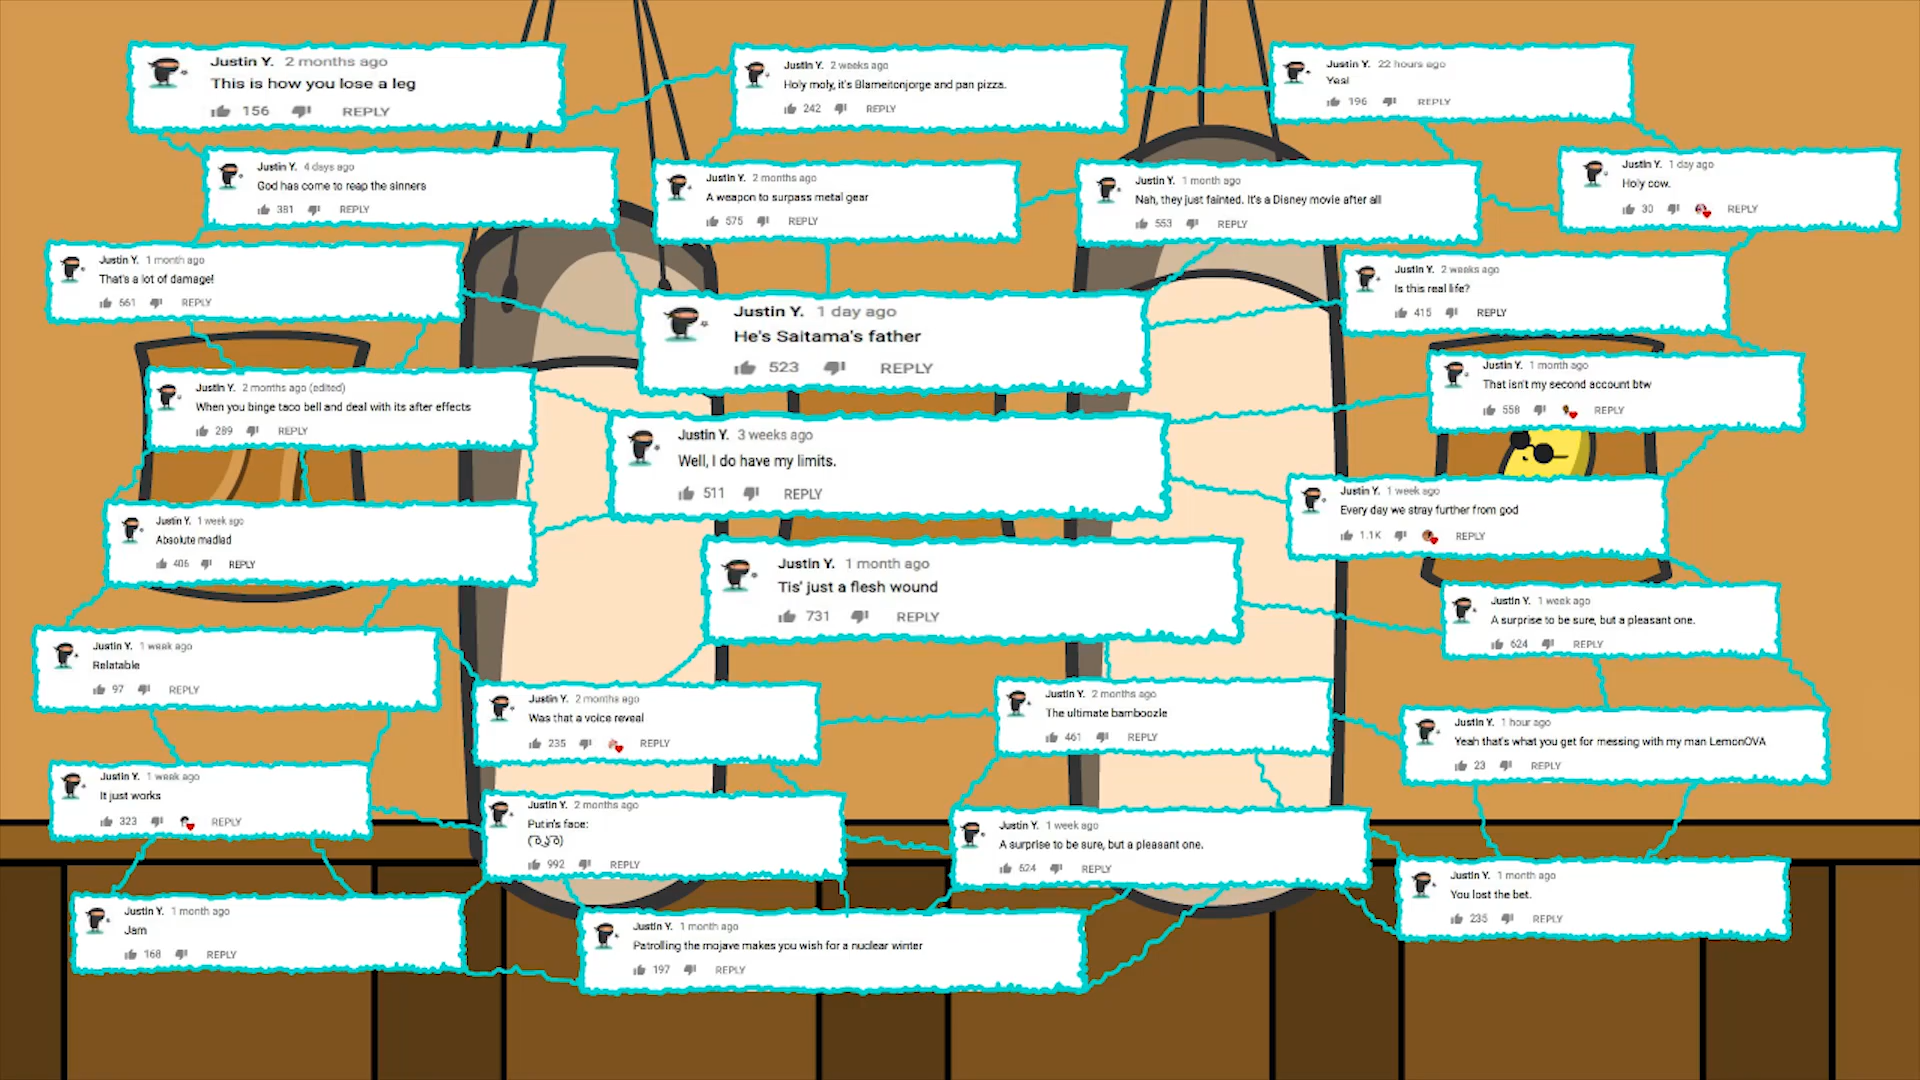 Justin Y. 2 months ago
This is how you lose a leg
156 REPLY
Justin Y. 2 weeks ago
Holy moly, it's Blameitonjorge and pan pizza.
242 REPLY
Justin Y. 22 hours ago
Yes!
196 REPLY
Justin Y. 4 days ago
God has come to reap the sinners
381 REPLY
Justin Y. 2 months ago
A weapon to surpass metal gear
575 REPLY
Justin Y. 1 month ago
Nah, they just fainted. It's a Disney movie after all
553 REPLY
Justin Y. 1 day ago
Holy cow.
30 REPLY
Justin Y. 1 month ago
That's a lot of damage!
561 REPLY
Justin Y. 1 day ago
He's Saitama's father
523 REPLY
Justin Y. 2 weeks ago
Is this real life?
415 REPLY
Justin Y. 2 months ago (edited)
When you binge taco bell and deal with its after effects
289 REPLY
Justin Y. 3 weeks ago
Well, I do have my limits.
511 REPLY
Justin Y. 1 month ago
That isn't my second account btw
558 REPLY
Justin Y. 1 week ago
Absolute madlad
406 REPLY
Justin Y. 1 month ago
Tis' just a flesh wound
731 REPLY
Justin Y. 1 week ago
Every day we stray further from god
1.1K REPLY
Justin Y. 1 week ago
A surprise to be sure, but a pleasant one.
624 REPLY
Justin Y. 1 week ago
Relatable
97 REPLY
Justin Y. 2 months ago
Was that a voice reveal
235 REPLY
Justin Y. 2 months ago
The ultimate bamboozle
461 REPLY
Justin Y. 1 hour ago
Yeah that's what you get for messing with my man LemonOVA
23 REPLY
Justin Y. 1 week ago
It just works
323 REPLY
Justin Y. 2 months ago
Putin's face:
( ͡° ͜ʖ ͡°)
992 REPLY
Justin Y. 1 week ago
A surprise to be sure, but a pleasant one.
624 REPLY
Justin Y. 1 month ago
You lost the bet.
235 REPLY
Justin Y. 1 month ago
Jam
168 REPLY
Justin Y. 1 month ago
Patrolling the mojave makes you wish for a nuclear winter
197 REPLY